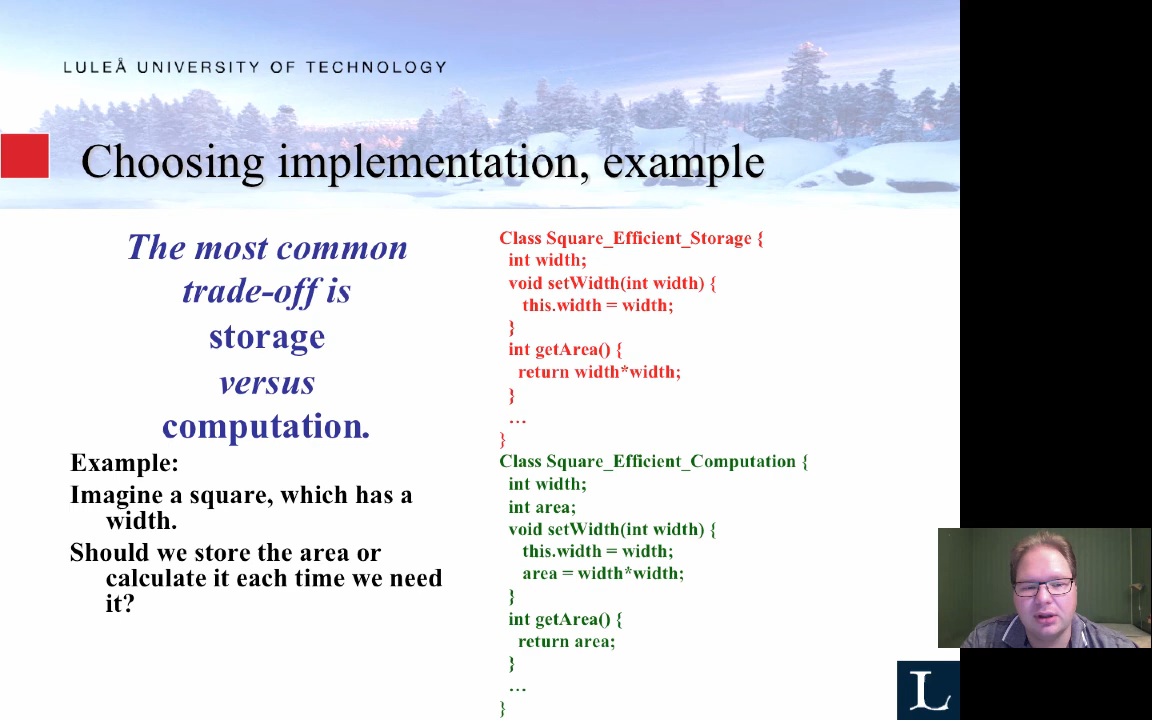 LULEÅ UNIVERSITY OF TECHNOLOGY
Choosing implementation, example
The most common
trade-off is
storage
versus
computation.
Example:
Imagine a square, which has a
width.
Should we store the area or
calculate it each time we need
it?
Class Square_Efficient_Storage {
int width;
void setWidth(int width) {
this.width = width;
}
int getArea() {
return width*width;
}
…
}
Class Square_Efficient_Computation {
int width;
int area;
void setWidth(int width) {
this.width = width;
area = width*width;
}
int getArea() {
return area;
}
…
}
L